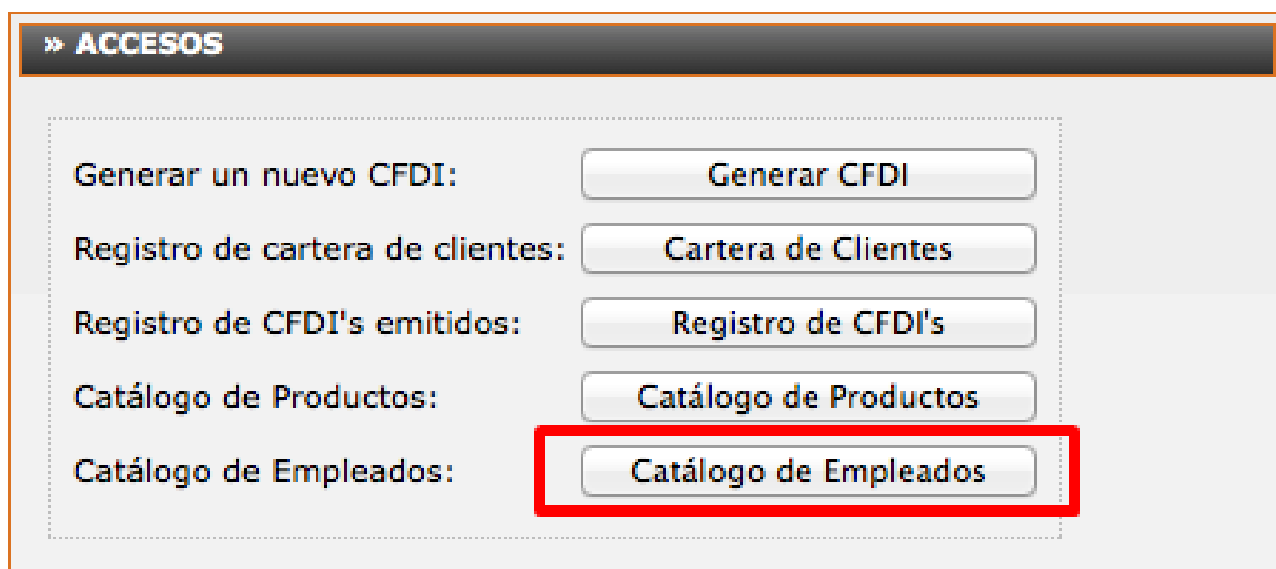 » ACCESOS
Generar un nuevo CFDI: Generar CFDI
Registro de cartera de clientes: Cartera de Clientes
Registro de CFDI's emitidos: Registro de CFDI's
Catálogo de Productos: Catálogo de Productos
Catálogo de Empleados: Catálogo de Empleados